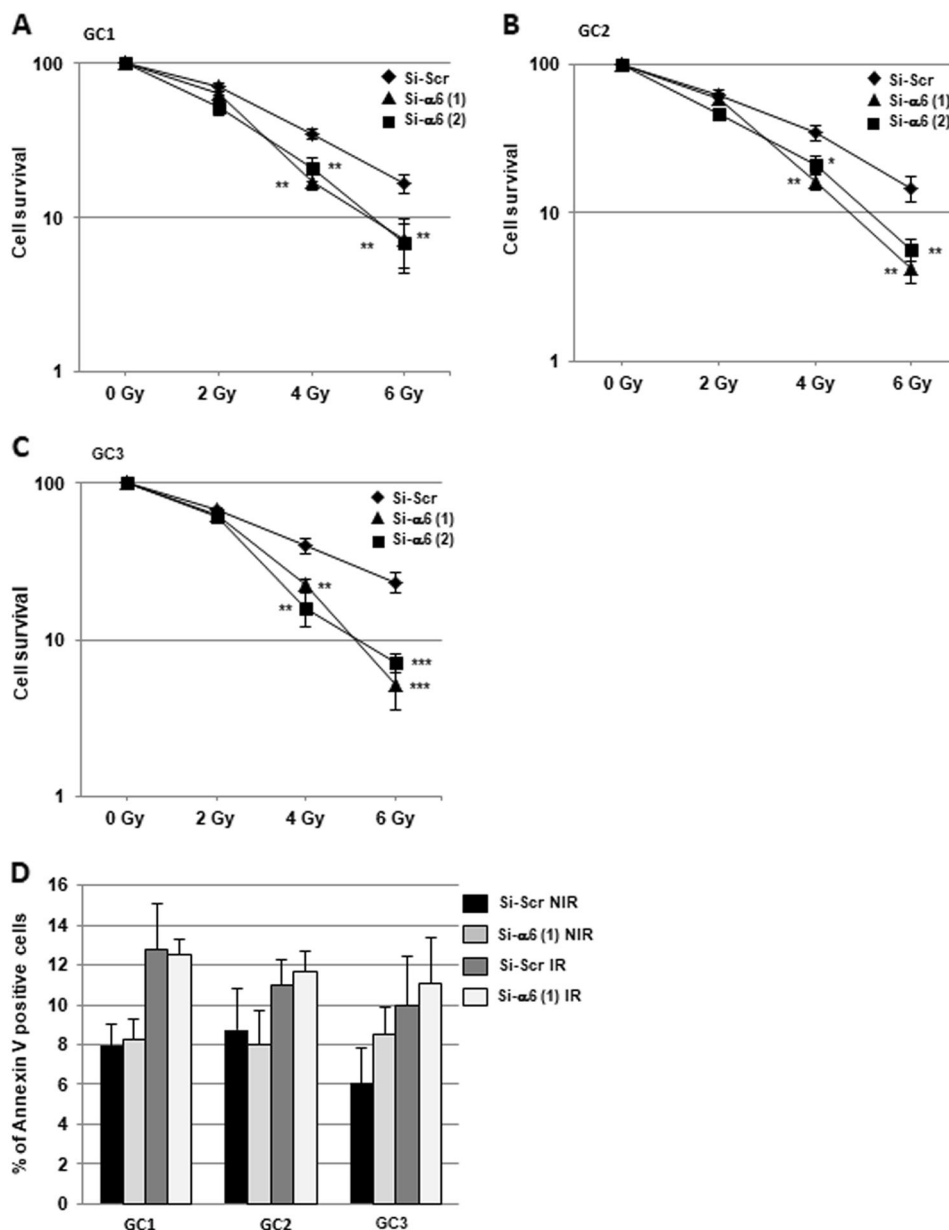 A
GC1
Cell survival
100
10
1
0 Gy 2 Gy 4 Gy 6 Gy
Si-Scr
Si-α6 (1)
Si-α6 (2)
**
**
**
**
B
GC2
Cell survival
100
10
1
0 Gy 2 Gy 4 Gy 6 Gy
Si-Scr
Si-α6 (1)
Si-α6 (2)
*
**
**
**
C
GC3
Cell survival
100
10
1
0 Gy 2 Gy 4 Gy 6 Gy
Si-Scr
Si-α6 (1)
Si-α6 (2)
**
**
***
***
D
% of Annexin V positive cells
16
14
12
10
8
6
4
2
0
GC1 GC2 GC3
Si-Scr NIR
Si-α6 (1) NIR
Si-Scr IR
Si-α6 (1) IR